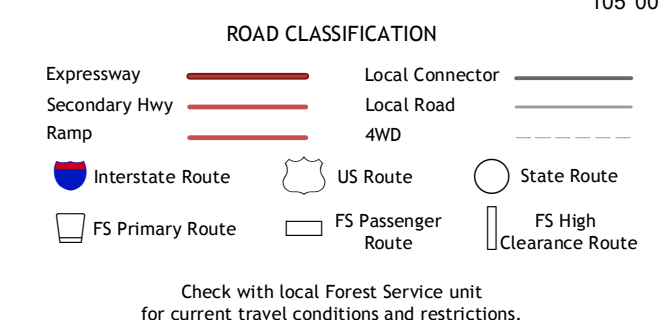 105 00
ROAD CLASSIFICATION
Expressway
Local Connector
Secondary Hwy
Local Road
Ramp
4WD
Interstate Route
US Route
State Route
FS Primary Route
FS Passenger
Route
FS High
Clearance Route
Check with local Forest Service unit
for current travel conditions and restrictions.